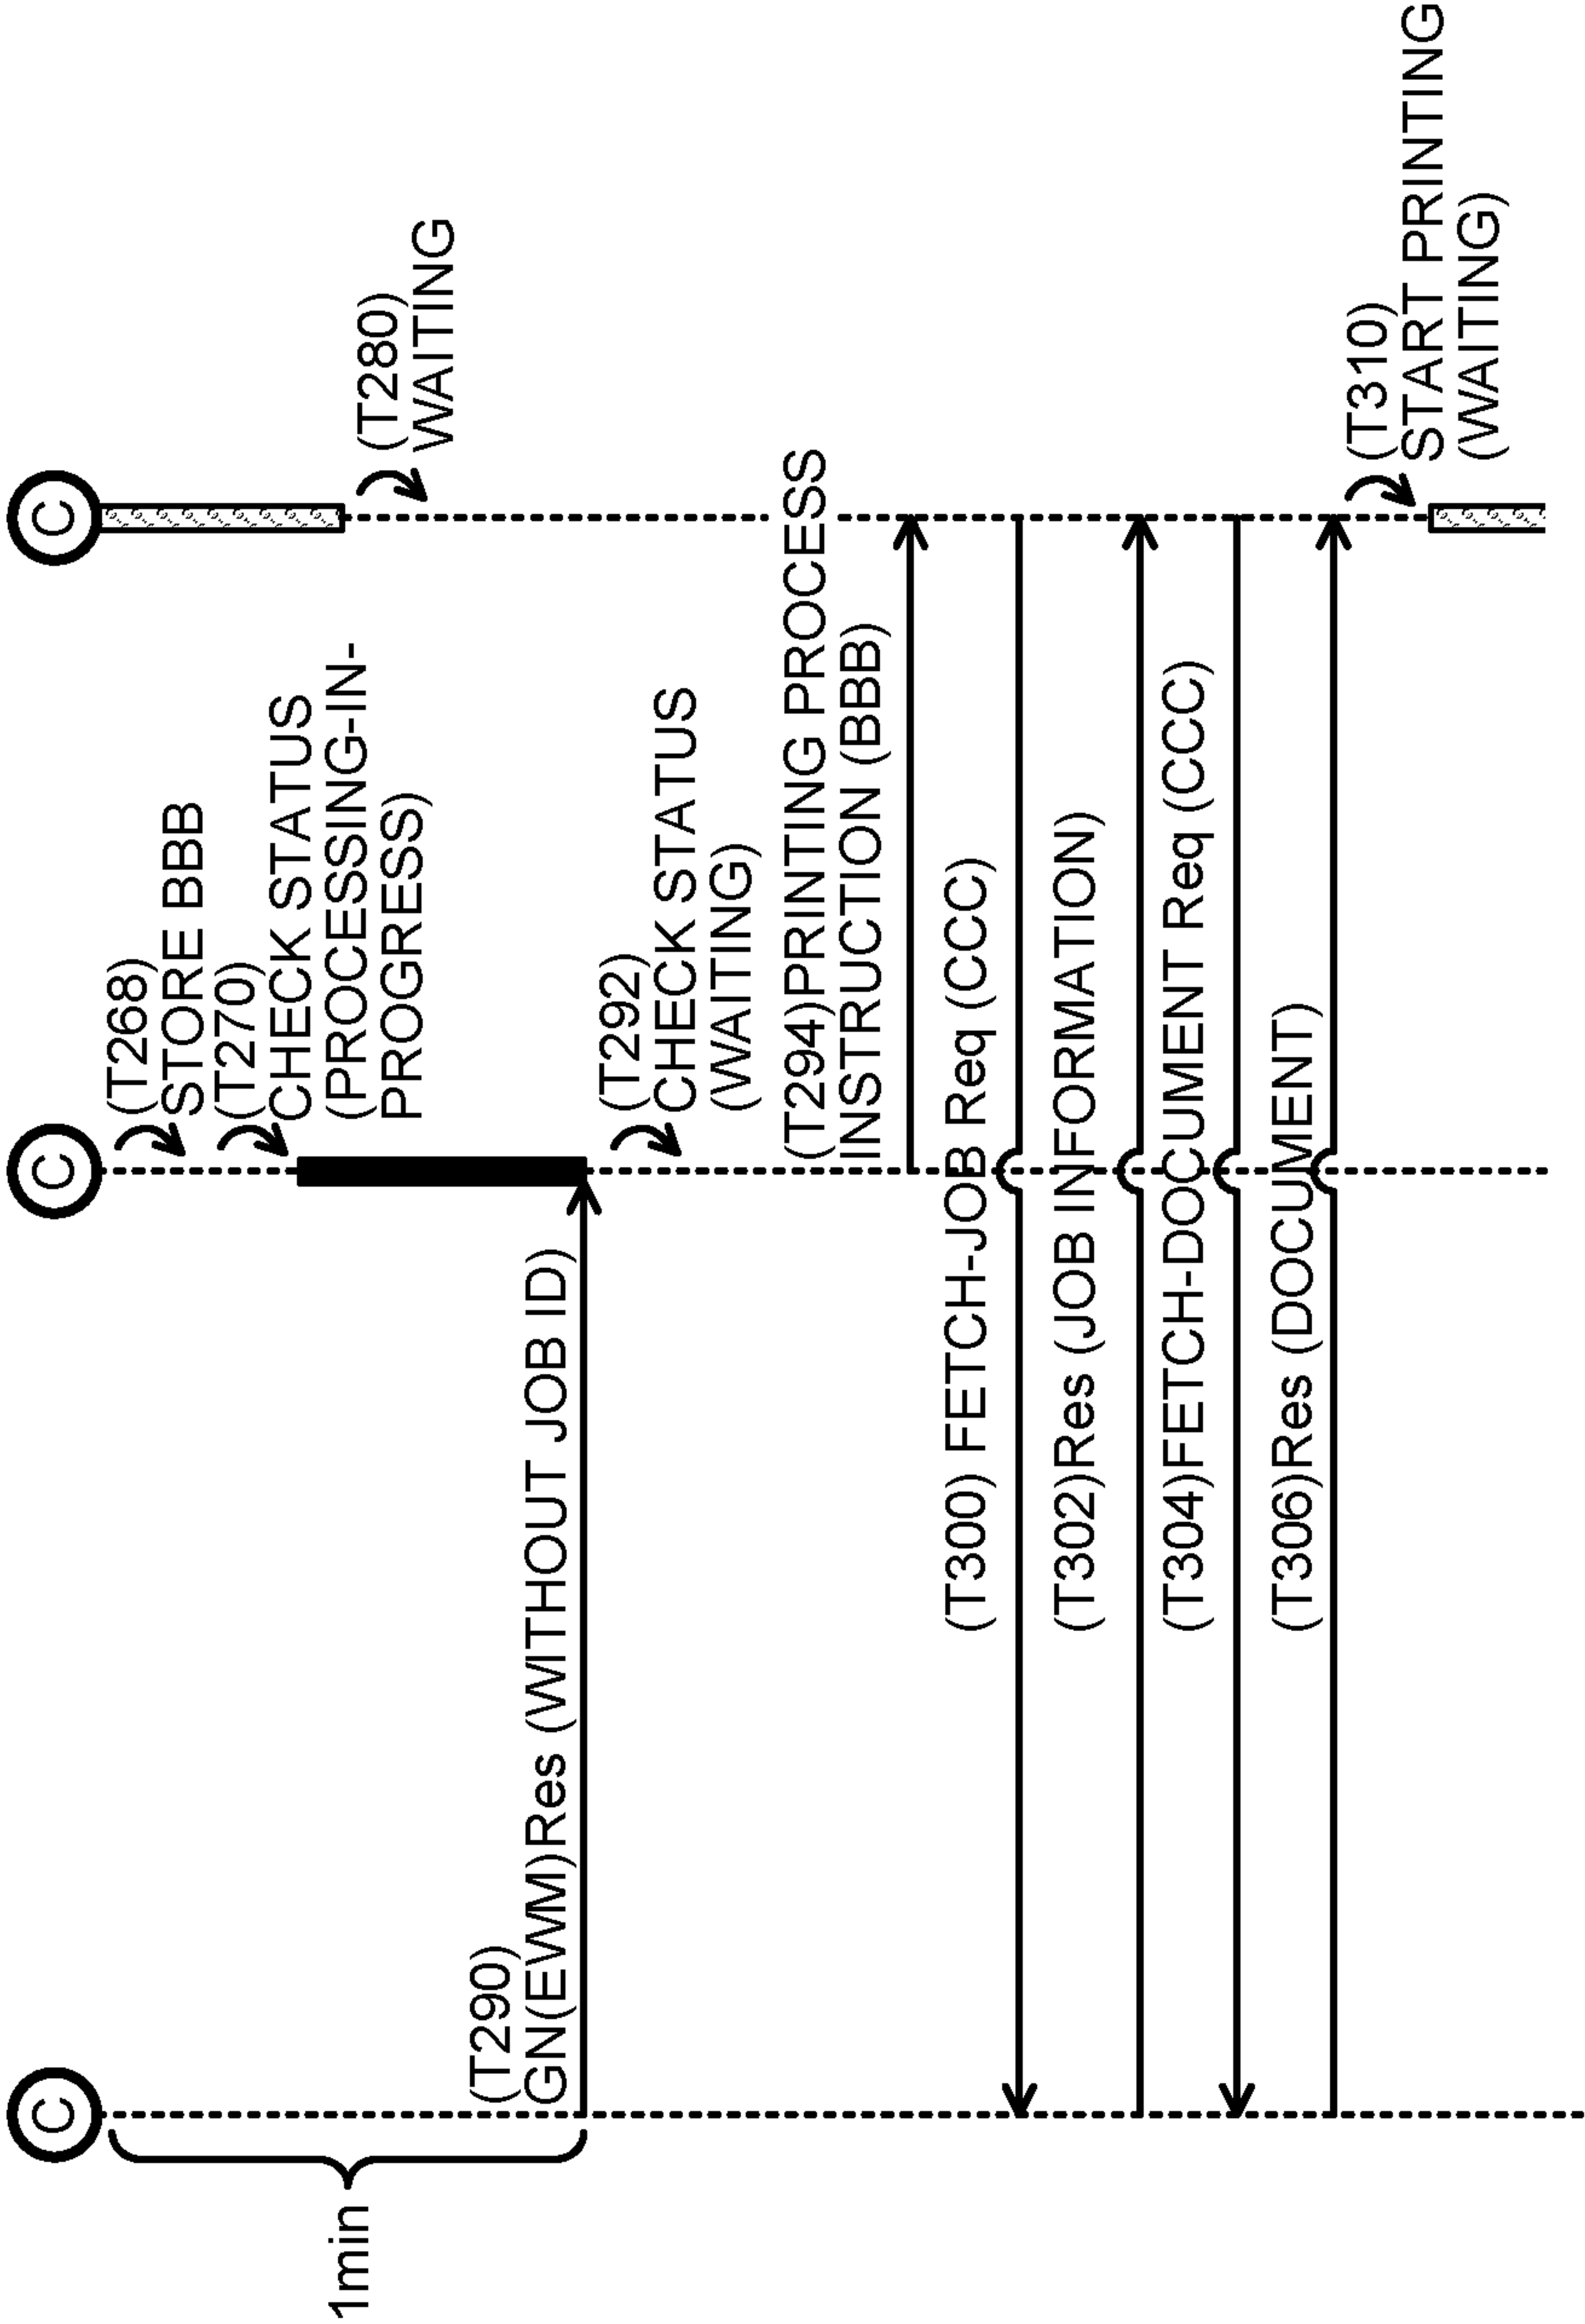 C
C
C
(T268)
STORE BBB
(T270)
CHECK STATUS
(PROCESSING-IN-
PROGRESS)
1min
(T280)
WAITING
(T290)
GN(EWM)Res (WITHOUT JOB ID)
(T292)
CHECK STATUS
(WAITING)
(T294)PRINTING PROCESS
INSTRUCTION (BBB)
(T300) FETCH-JOB Req (CCC)
(T302)Res (JOB INFORMATION)
(T304)FETCH-DOCUMENT Req (CCC)
(T306)Res (DOCUMENT)
(T310)
START PRINTING
(WAITING)